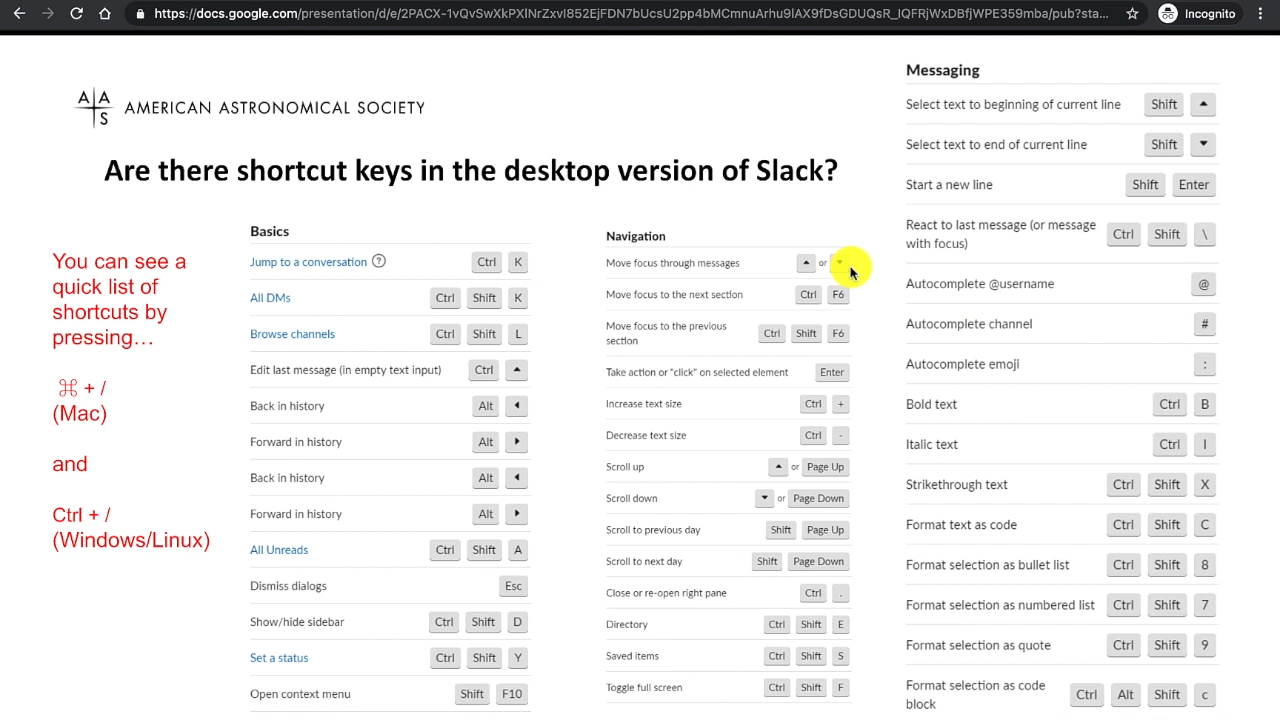 https://docs.google.com/presentation/d/e/2PACX-1vQvSwXkPXlNrZxvl852EjFDN7bUcsU2pp4bMCmnuArhu9lAX9fDsGDUQsR_lQFRjWxDBfjWPE359mba/pub?sta...
Incognito
AAS
AMERICAN ASTRONOMICAL SOCIETY
Are there shortcut keys in the desktop version of Slack?
You can see a
quick list of
shortcuts by
pressing…
⌘ + /
(Mac)
and
Ctrl + /
(Windows/Linux)
Basics
Jump to a conversation ? Ctrl K
All DMs Ctrl Shift K
Browse channels Ctrl Shift L
Edit last message (in empty text input) Ctrl ▲
Back in history Alt ◀
Forward in history Alt ▶
Back in history Alt ◀
Forward in history Alt ▶
All Unreads Ctrl Shift A
Dismiss dialogs Esc
Show/hide sidebar Ctrl Shift D
Set a status Ctrl Shift Y
Open context menu Shift F10
Navigation
Move focus through messages ▲ or ▼
Move focus to the next section Ctrl F6
Move focus to the previous
section Ctrl Shift F6
Take action or "click" on selected element Enter
Increase text size Ctrl +
Decrease text size Ctrl -
Scroll up ▲ or Page Up
Scroll down ▼ or Page Down
Scroll to previous day Shift Page Up
Scroll to next day Shift Page Down
Close or re-open right pane Ctrl .
Directory Ctrl Shift E
Saved items Ctrl Shift S
Toggle full screen Ctrl Shift F
Messaging
Select text to beginning of current line Shift ▲
Select text to end of current line Shift ▼
Start a new line Shift Enter
React to last message (or message
with focus) Ctrl Shift \
Autocomplete @username @
Autocomplete channel #
Autocomplete emoji :
Bold text Ctrl B
Italic text Ctrl I
Strikethrough text Ctrl Shift X
Format text as code Ctrl Shift C
Format selection as bullet list Ctrl Shift 8
Format selection as numbered list Ctrl Shift 7
Format selection as quote Ctrl Shift 9
Format selection as code
block Ctrl Alt Shift c